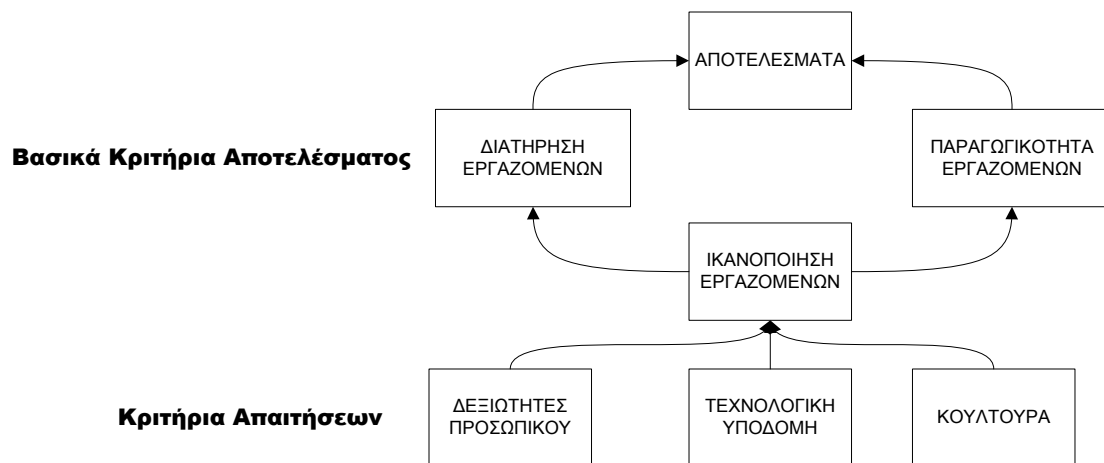 ΑΠΟΤΕΛΕΣΜΑΤΑ
Βασικά Κριτήρια Αποτελέσματος
ΔΙΑΤΗΡΗΣΗ
ΕΡΓΑΖΟΜΕΝΩΝ
ΠΑΡΑΓΩΓΙΚΟΤΗΤΑ
ΕΡΓΑΖΟΜΕΝΩΝ
ΙΚΑΝΟΠΟΙΗΣΗ
ΕΡΓΑΖΟΜΕΝΩΝ
Κριτήρια Απαιτήσεων
ΔΕΞΙΩΤΗΤΕΣ
ΠΡΟΣΩΠΙΚΟΥ
ΤΕΧΝΟΛΟΓΙΚΗ
ΥΠΟΔΟΜΗ
ΚΟΥΛΤΟΥΡΑ